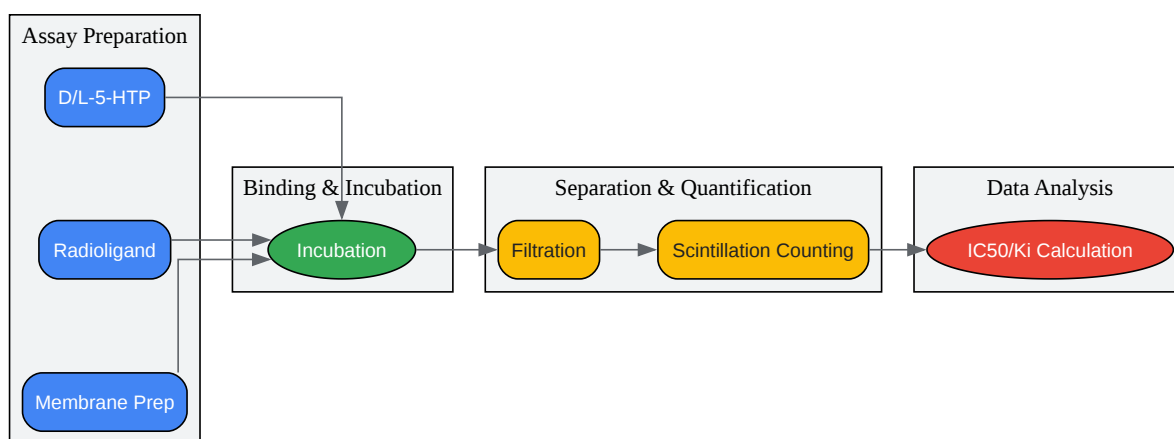 Assay Preparation
D/L-5-HTP
Radioligand
Membrane Prep
Binding & Incubation
Incubation
Separation & Quantification
Filtration
Scintillation Counting
Data Analysis
IC50/Ki Calculation